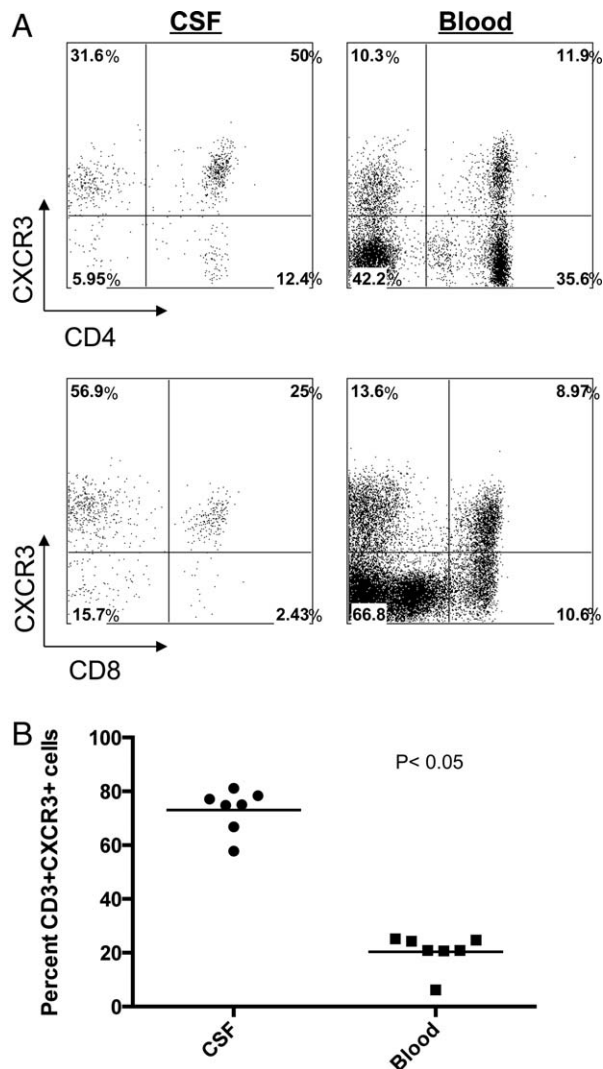 A
CSF
Blood
31.6%
50%
10.3%
11.9%
5.95%
12.4%
42.2%
35.6%
CXCR3
CD4
56.9%
25%
13.6%
8.97%
15.7%
2.43%
66.8
10.6%
CXCR3
CD8
B
Percent CD3+CXCR3+ cells
100
80
60
40
20
0
P< 0.05
CSF
Blood